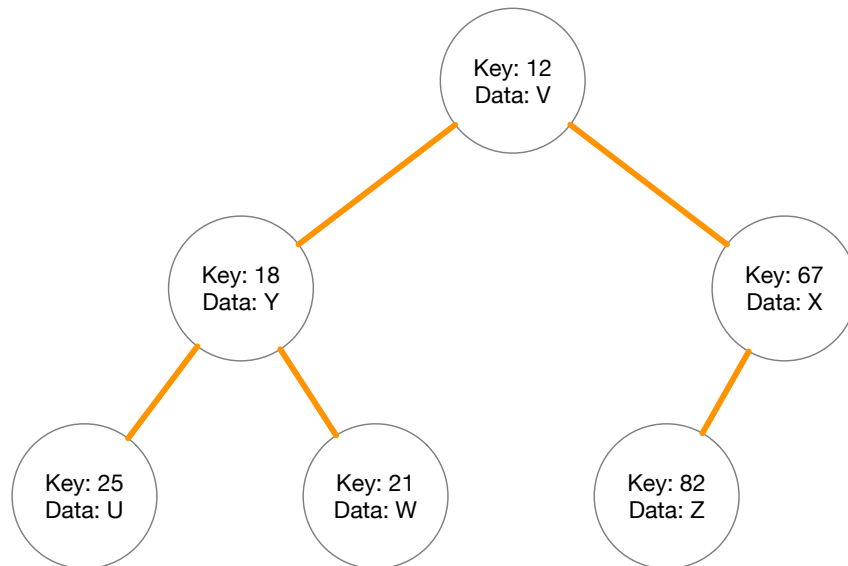 Key: 12
Data: V
Key: 18
Data: Y
Key: 67
Data: X
Key: 25
Data: U
Key: 21
Data: W
Key: 82
Data: Z